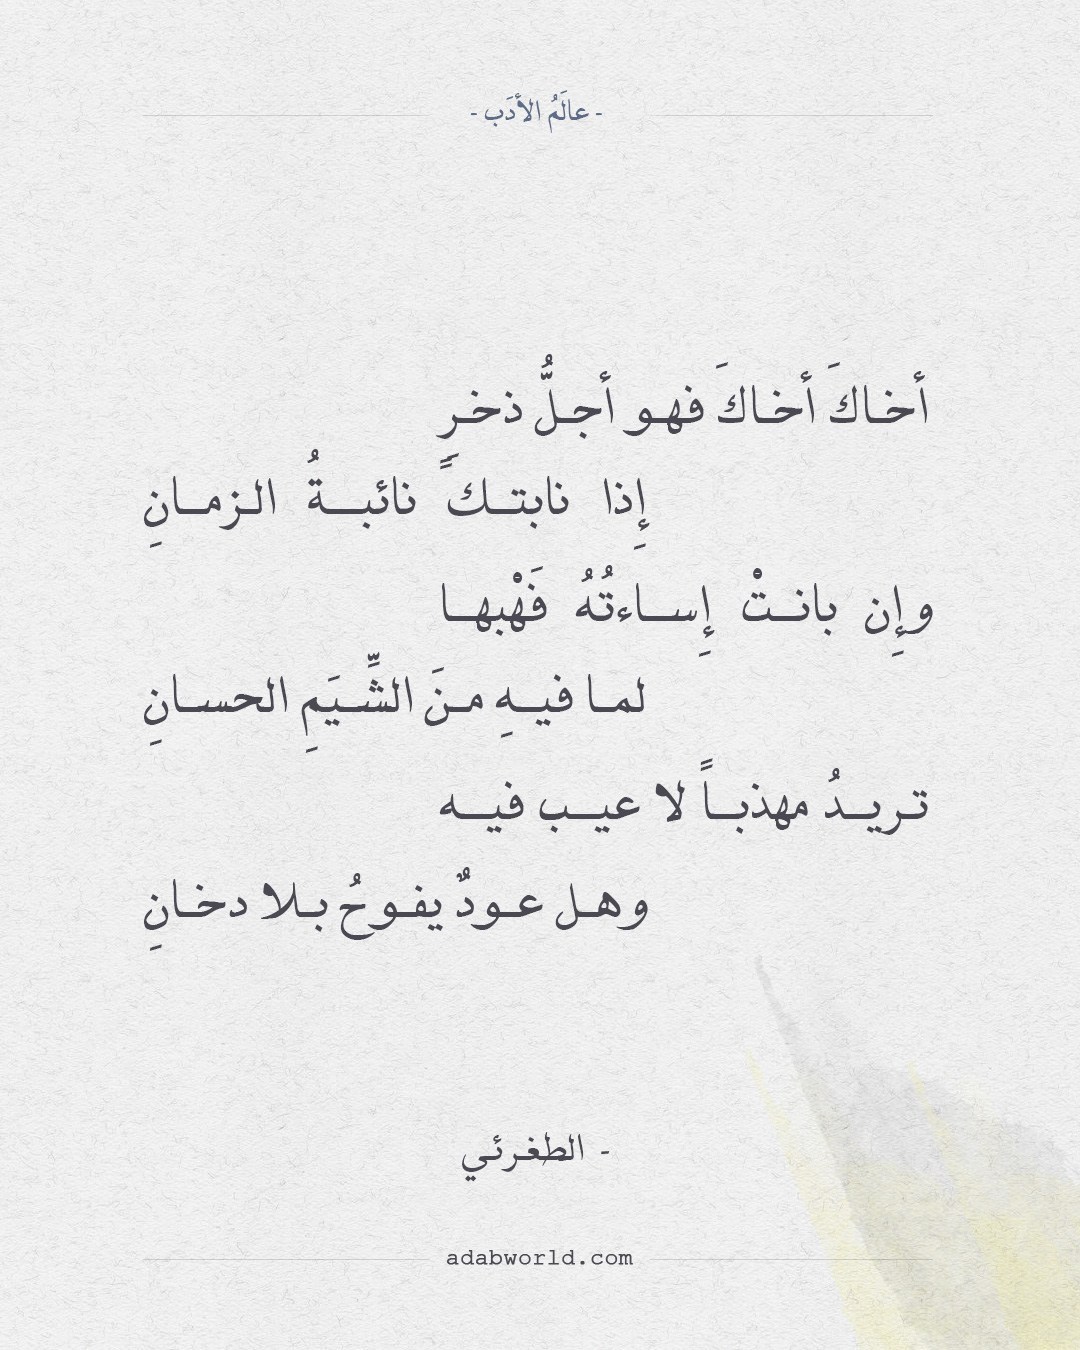 - عالَمُ الأدَب -
أخاكَ أخاكَ فهو أجلُّ ذخرٍ
إِذا نابتكً نائبةُ الزمانِ
وإِن بانتْ إِساءتُهُ فَهْبها
لما فيهِ منَ الشِّيَمِ الحسانِ
تريدُ مهذباً لا عيب فيه
وهل عودٌ يفوحُ بلا دخانِ
- الطغرئي
adabworld.com